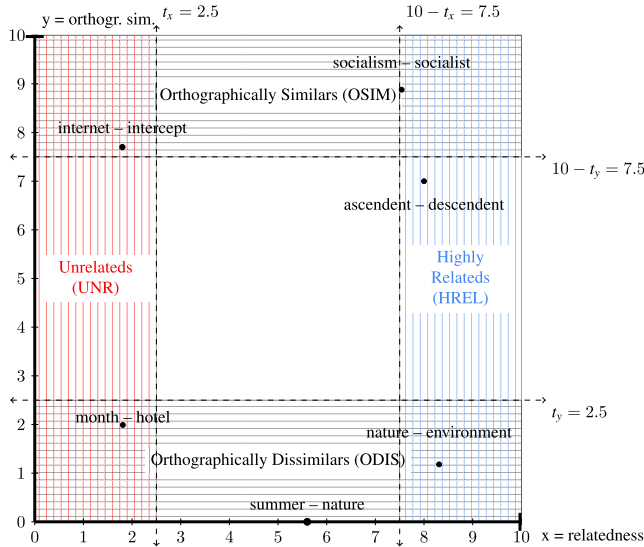 y = orthogr. sim.
t_x = 2.5
10 − t_x = 7.5
10
socialism – socialist
9
Orthographically Similars (OSIM)
8
internet – intercept
10 − t_y = 7.5
7
ascendent – descendent
6
Unrelateds
(UNR)
Highly
Relateds
(HREL)
5
4
3
t_y = 2.5
month – hotel
2
nature – environment
Orthographically Dissimilars (ODIS)
1
summer – nature
0
0 1 2 3 4 5 6 7 8 9 10
x = relatedness